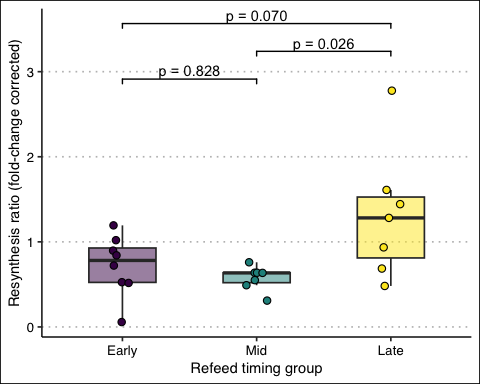 p = 0.070
p = 0.026
p = 0.828
Resynthesis ratio (fold-change corrected)
3
2
1
0
Early Mid Late
Refeed timing group